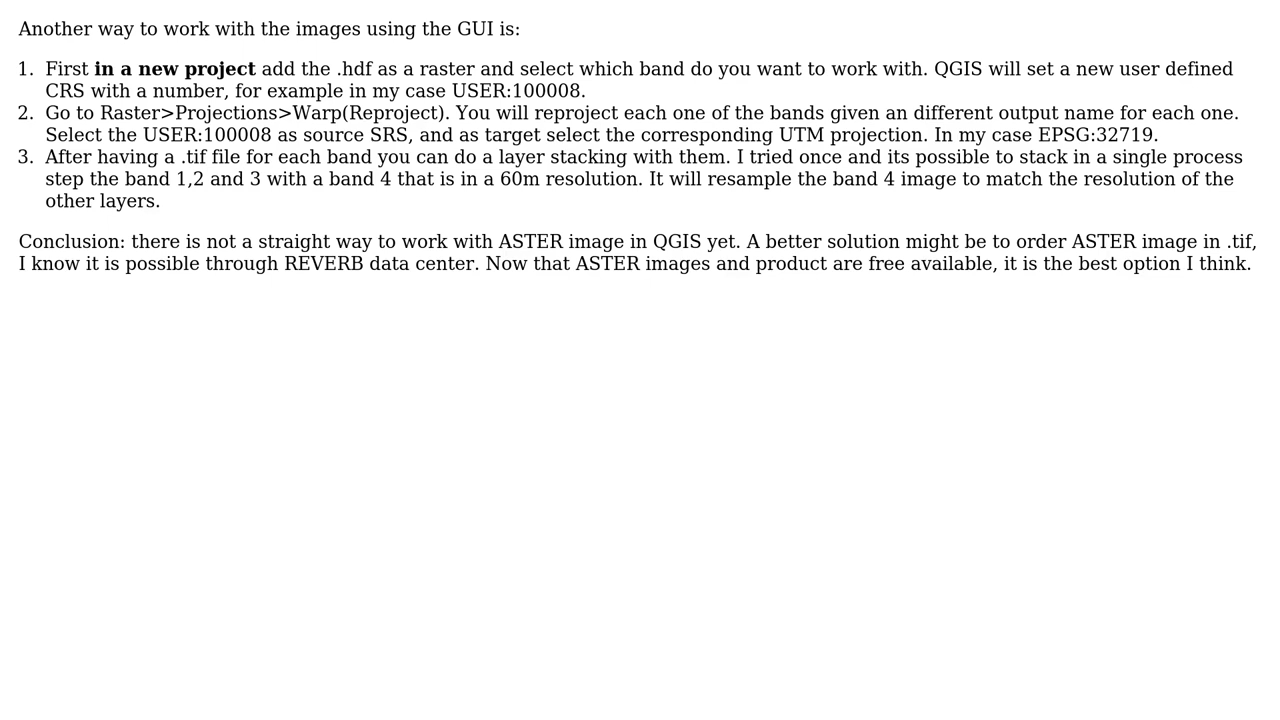 Another way to work with the images using the GUI is:
1. First in a new project add the .hdf as a raster and select which band do you want to work with. QGIS will set a new user defined
CRS with a number, for example in my case USER:100008.
2. Go to Raster>Projections>Warp(Reproject). You will reproject each one of the bands given an different output name for each one.
Select the USER:100008 as source SRS, and as target select the corresponding UTM projection. In my case EPSG:32719.
3. After having a .tif file for each band you can do a layer stacking with them. I tried once and its possible to stack in a single process
step the band 1,2 and 3 with a band 4 that is in a 60m resolution. It will resample the band 4 image to match the resolution of the
other layers.
Conclusion: there is not a straight way to work with ASTER image in QGIS yet. A better solution might be to order ASTER image in .tif,
I know it is possible through REVERB data center. Now that ASTER images and product are free available, it is the best option I think.